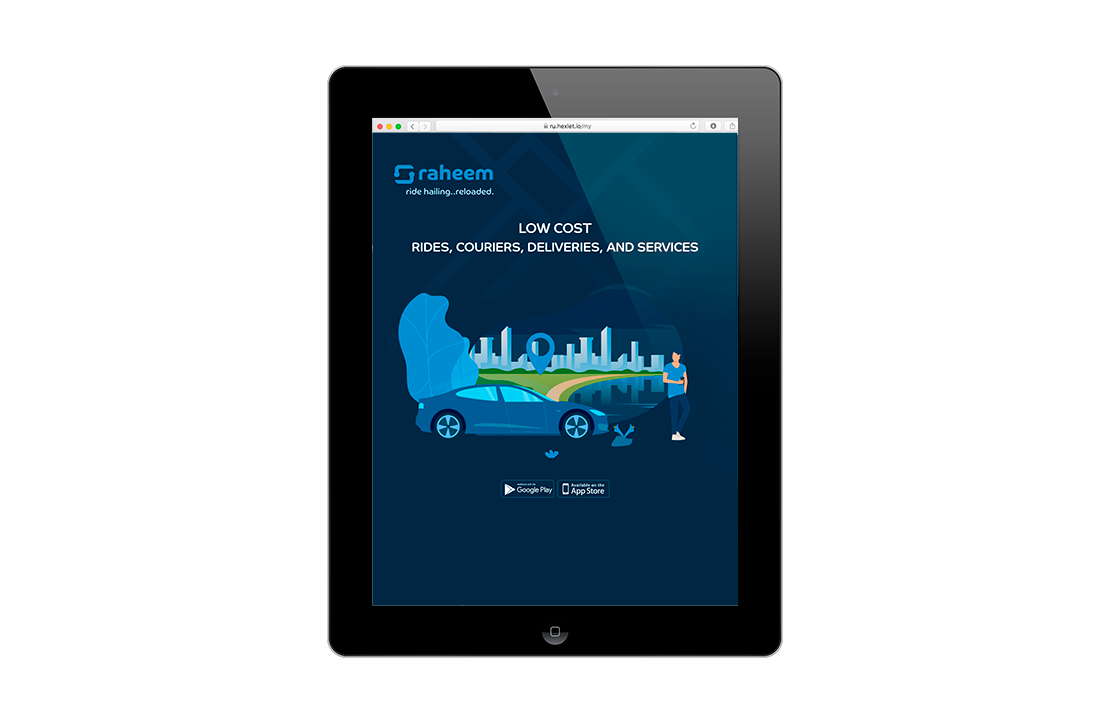 ru.hexlet.io/my
raheem
ride hailing..reloaded.
LOW COST
RIDES, COURIERS, DELIVERIES, AND SERVICES
Google Play
Available on the
App Store